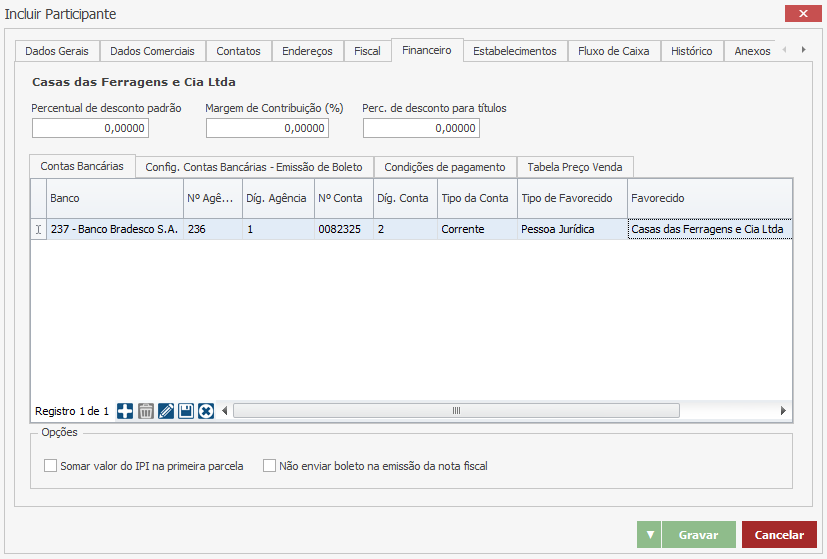 Incluir Participante
Dados Gerais Dados Comerciais Contatos Endereços Fiscal Financeiro Estabelecimentos Fluxo de Caixa Histórico Anexos
Casas das Ferragens e Cia Ltda
Percentual de desconto padrão Margem de Contribuição (%) Perc. de desconto para títulos
0,00000 0,00000 0,00000
Contas Bancárias Config. Contas Bancárias - Emissão de Boleto Condições de pagamento Tabela Preço Venda
Banco Nº Agê... Díg. Agência Nº Conta Díg. Conta Tipo da Conta Tipo de Favorecido Favorecido
237 - Banco Bradesco S.A. 236 1 0082325 2 Corrente Pessoa Jurídica Casas das Ferragens e Cia Ltda
Registro 1 de 1
Opções
Somar valor do IPI na primeira parcela Não enviar boleto na emissão da nota fiscal
Gravar Cancelar